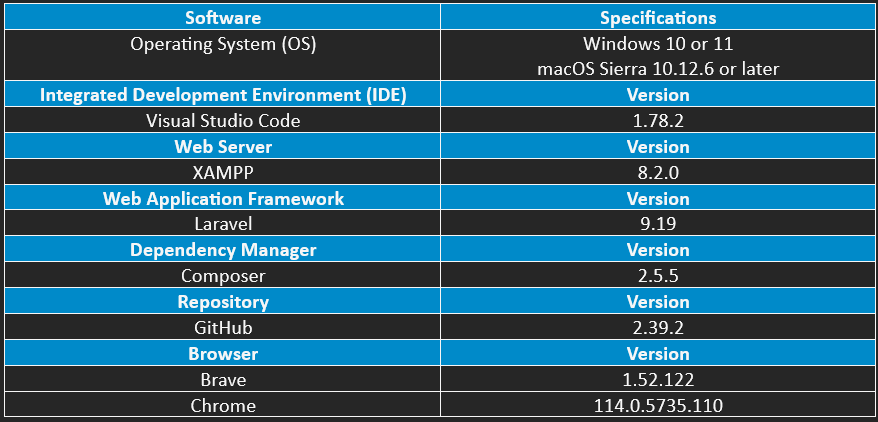 Software Specifications
Operating System (OS) Windows 10 or 11
macOS Sierra 10.12.6 or later
Integrated Development Environment (IDE) Version
Visual Studio Code 1.78.2
Web Server Version
XAMPP 8.2.0
Web Application Framework Version
Laravel 9.19
Dependency Manager Version
Composer 2.5.5
Repository Version
GitHub 2.39.2
Browser Version
Brave 1.52.122
Chrome 114.0.5735.110